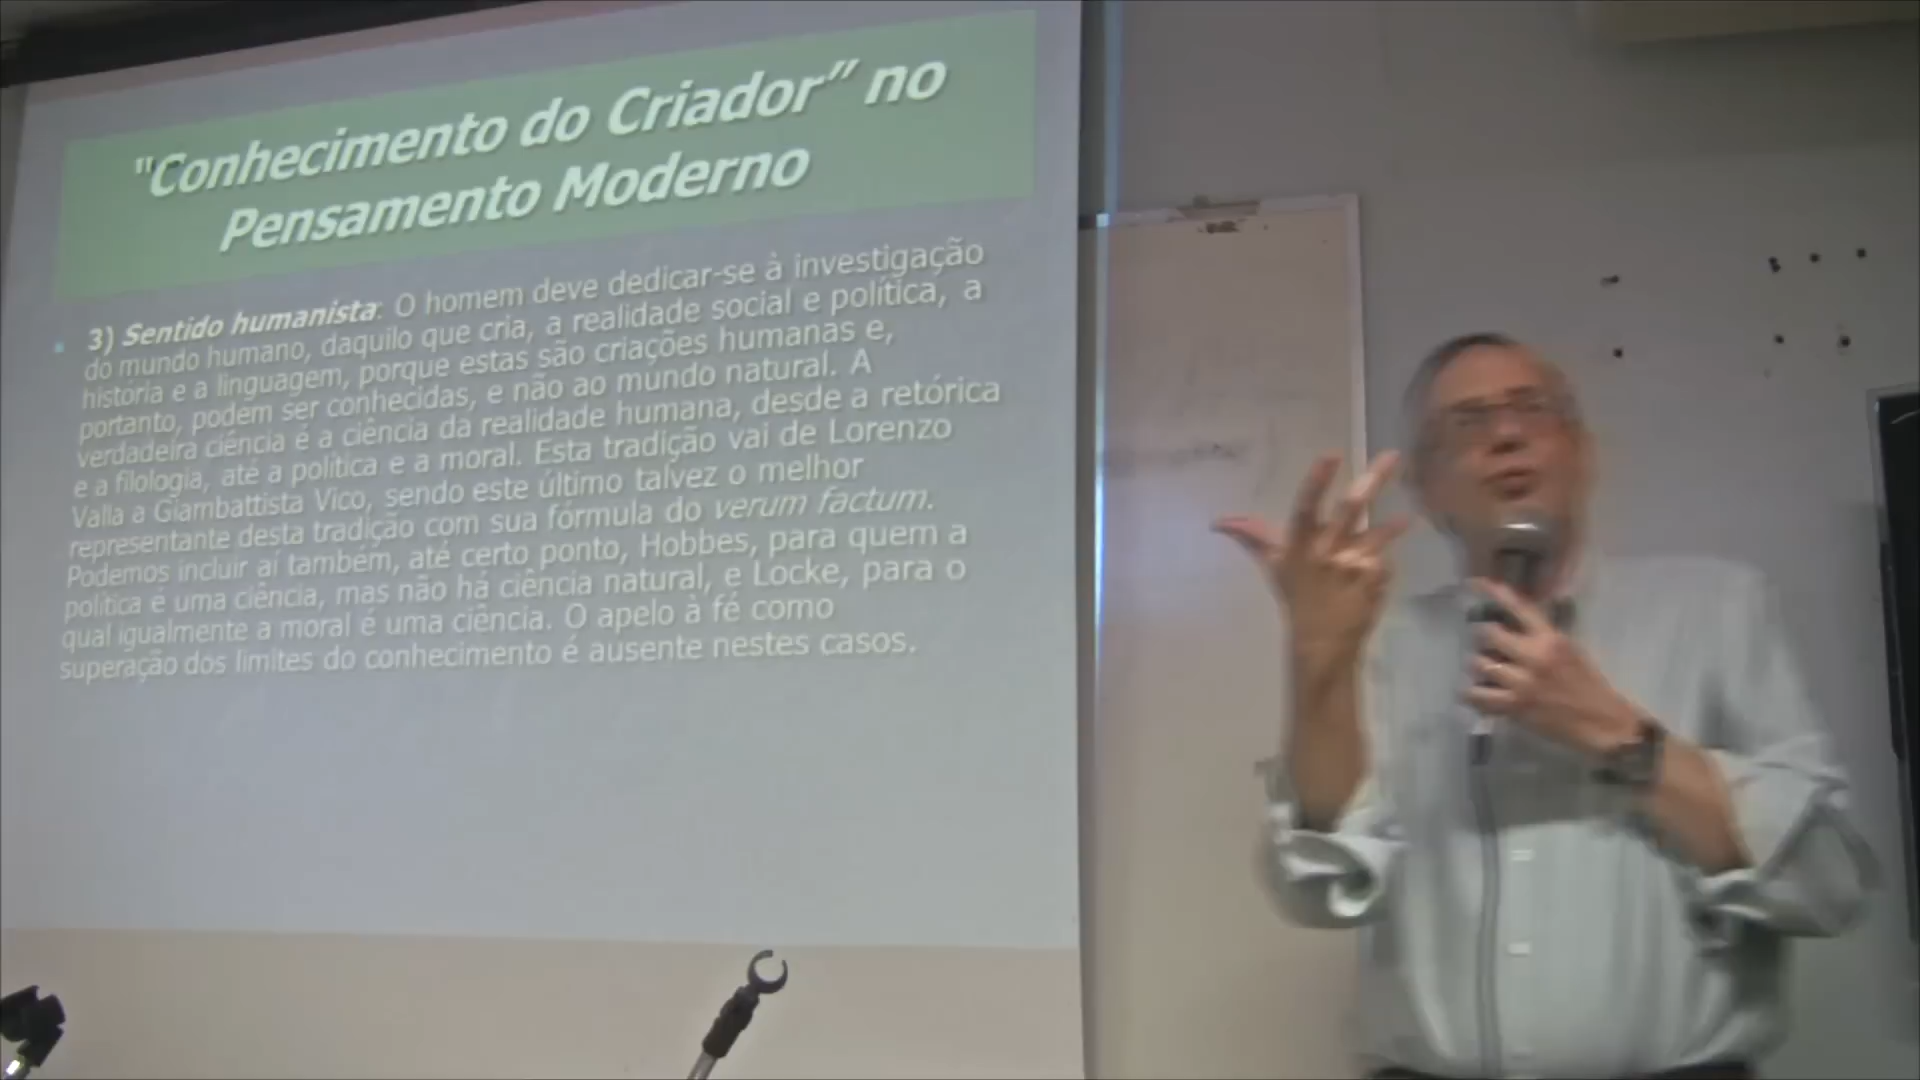 "Conhecimento do Criador” no
Pensamento Moderno
3) Sentido humanista: O homem deve dedicar-se à investigação
do mundo humano, daquilo que cria, a realidade social e política, a
história e a linguagem, porque estas são criações humanas e,
portanto, podem ser conhecidas, e não ao mundo natural. A
verdadeira ciência é a ciência da realidade humana, desde a retórica
e a filologia, até a política e a moral. Esta tradição vai de Lorenzo
Valla a Giambattista Vico, sendo este último talvez o melhor
representante desta tradição com sua fórmula do verum factum.
Podemos incluir aí também, até certo ponto, Hobbes, para quem a
política é uma ciência, mas não há ciência natural, e Locke, para o
qual igualmente a moral é uma ciência. O apelo à fé como
superação dos limites do conhecimento é ausente nestes casos.